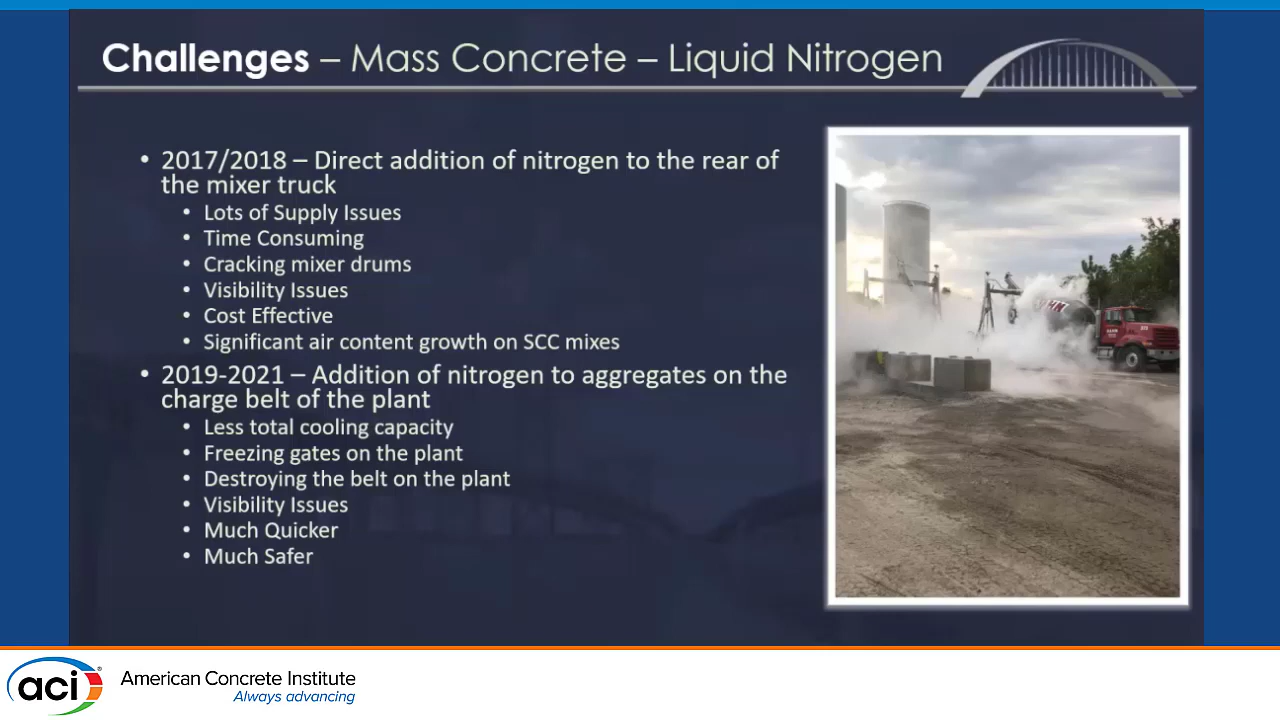 Challenges – Mass Concrete – Liquid Nitrogen
• 2017/2018 – Direct addition of nitrogen to the rear of
the mixer truck
• Lots of Supply Issues
• Time Consuming
• Cracking mixer drums
• Visibility Issues
• Cost Effective
• Significant air content growth on SCC mixes
• 2019-2021 – Addition of nitrogen to aggregates on the
charge belt of the plant
• Less total cooling capacity
• Freezing gates on the plant
• Destroying the belt on the plant
• Visibility Issues
• Much Quicker
• Much Safer
aci®
American Concrete Institute
Always advancing